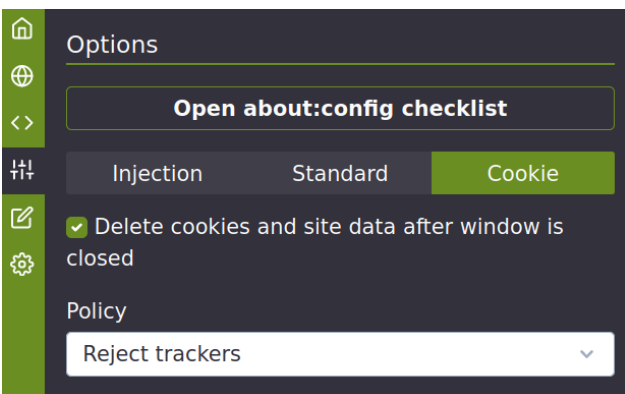 Options
Open about:config checklist
Injection Standard Cookie
Delete cookies and site data after window is
closed
Policy
Reject trackers